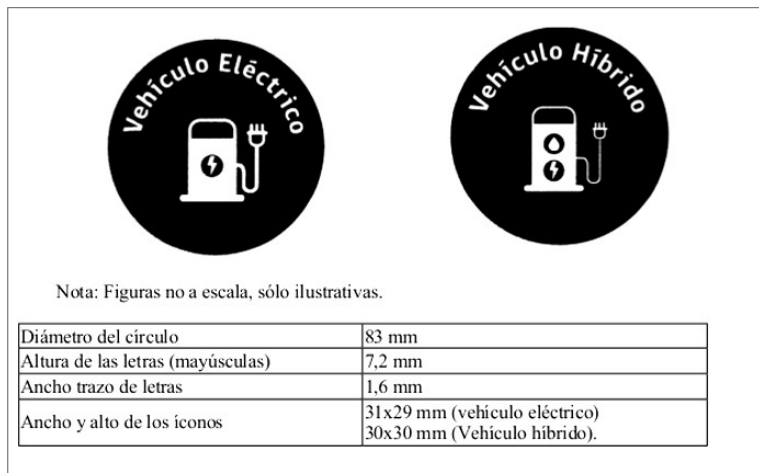 Vehículo Eléctrico
Vehículo Híbrido
Nota: Figuras no a escala, sólo ilustrativas.
Diámetro del círculo 83 mm
Altura de las letras (mayúsculas) 7,2 mm
Ancho trazo de letras 1,6 mm
Ancho y alto de los íconos 31x29 mm (vehículo eléctrico)
30x30 mm (Vehículo híbrido).